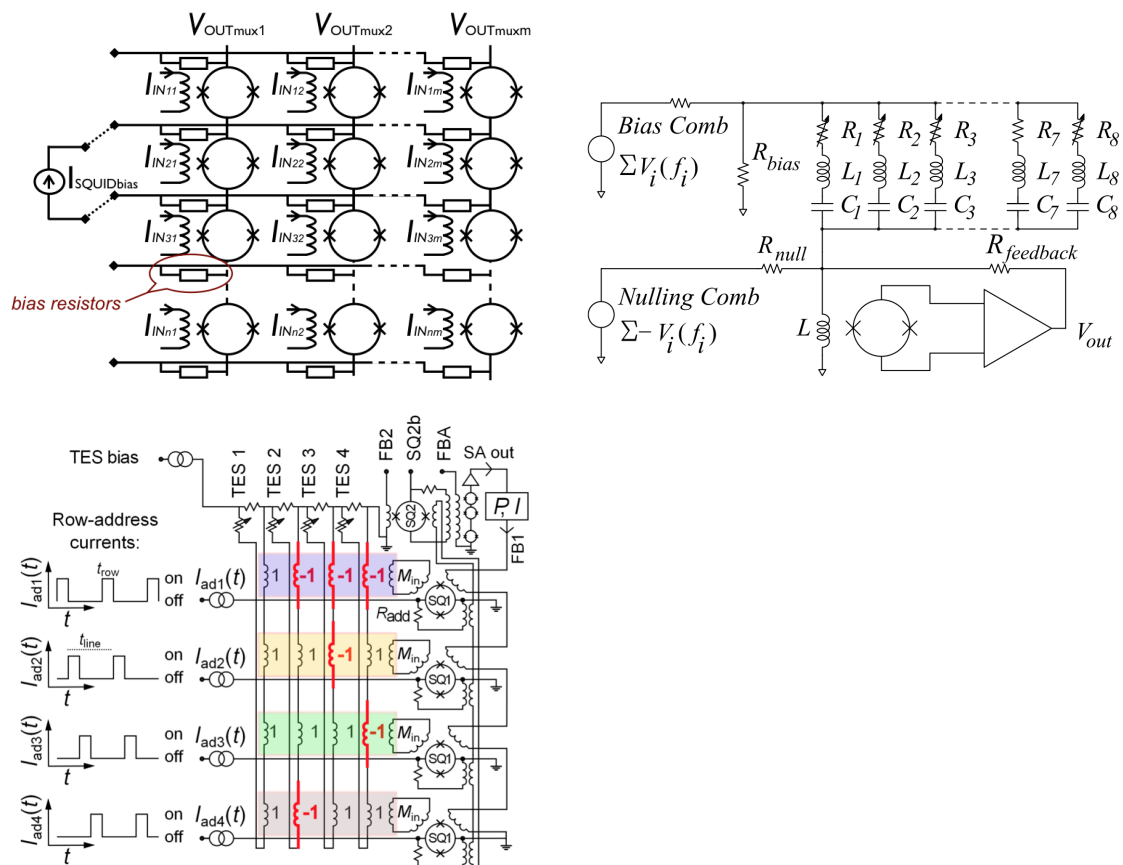 VOUTmux1 VOUTmux2 VOUTmuxm
IIN11 IIN12 IIN1m
IIN21 IIN22 IIN2m
ISQUIDbias
IIN31 IIN32 IIN3m
bias resistors
IINn1 IINn2 IINnm
Bias Comb
ΣVi(fi)
Rbias
R1 R2 R3 R7 R8
L1 L2 L3 L7 L8
C1 C2 C3 C7 C8
Rnull
Rfeedback
Nulling Comb
Σ− Vi(fi)
L
Vout
TES bias
TES 1
TES 2
TES 3
TES 4
FB2
SQ2b
FBA
SA out
SQ2
P, I
FB1
Row-address
currents:
Iad1(t)
trow
t
on
off
Iad1(t)
1 -1 -1 -1
Min
SQ1
Radd
Iad2(t)
tline
t
on
off
Iad2(t)
1 1 -1 1
Min
SQ1
Iad3(t)
t
on
off
Iad3(t)
1 1 1 -1
Min
SQ1
Iad4(t)
t
on
off
Iad4(t)
1 -1 1 1
Min
SQ1